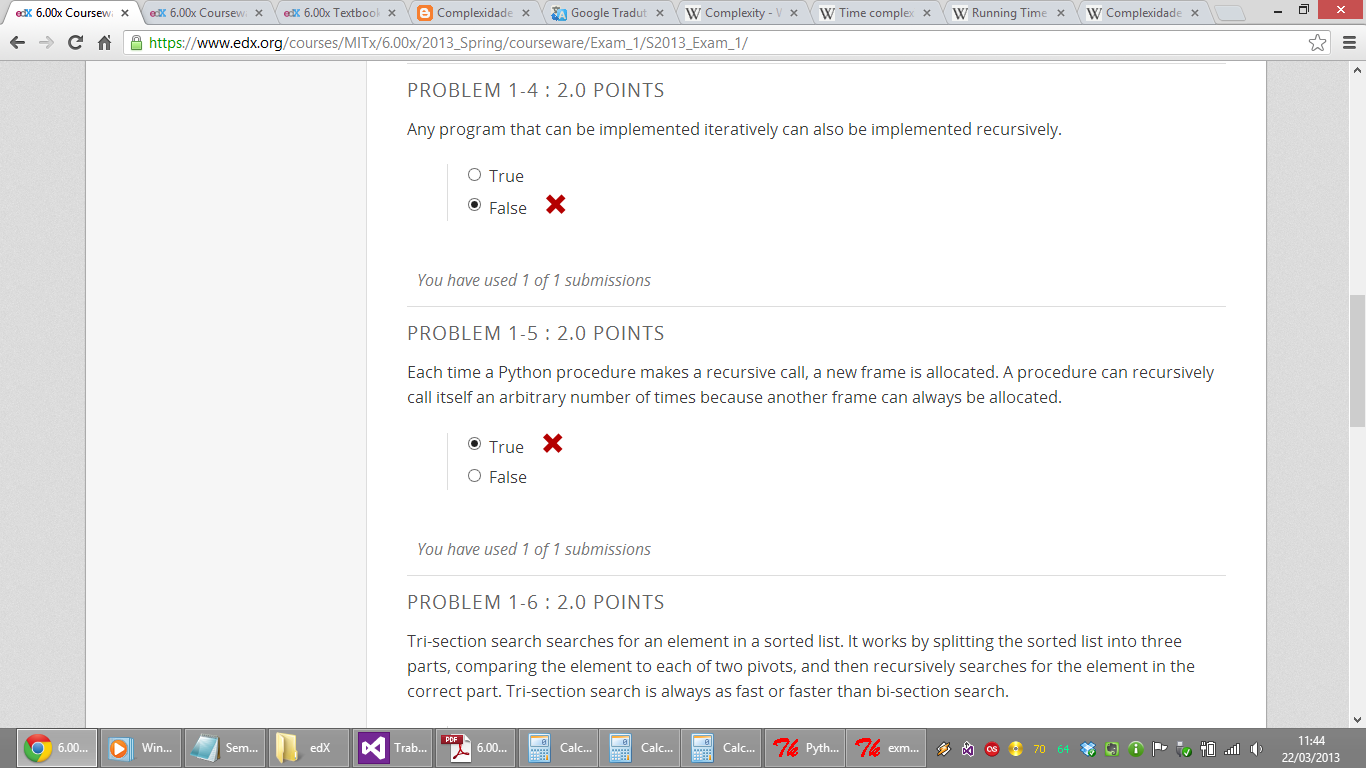 6.00x Coursewa
6.00x Coursewa
6.00x Textbook
Complexidade
Google Tradut
Complexity - W
Time complex
Running Time
Complexidade
https://www.edx.org/courses/MITx/6.00x/2013_Spring/courseware/Exam_1/S2013_Exam_1/
PROBLEM 1-4 : 2.0 POINTS
Any program that can be implemented iteratively can also be implemented recursively.
True
False
You have used 1 of 1 submissions
PROBLEM 1-5 : 2.0 POINTS
Each time a Python procedure makes a recursive call, a new frame is allocated. A procedure can recursively
call itself an arbitrary number of times because another frame can always be allocated.
True
False
You have used 1 of 1 submissions
PROBLEM 1-6 : 2.0 POINTS
Tri-section search searches for an element in a sorted list. It works by splitting the sorted list into three
parts, comparing the element to each of two pivots, and then recursively searches for the element in the
correct part. Tri-section search is always as fast or faster than bi-section search.
6.00...
Win...
Sem...
edX
Trab...
6.00...
Calc...
Calc...
Calc...
Pyth...
exm...
70
64
11:44
22/03/2013